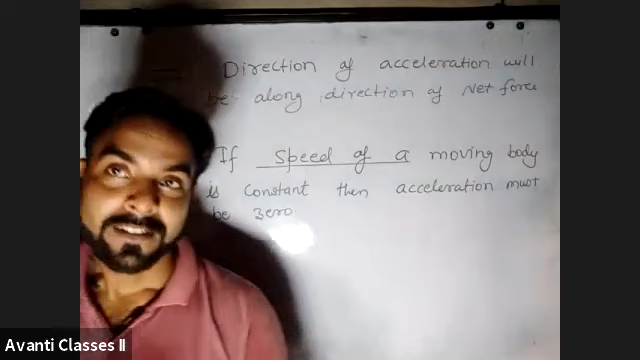 Direction of acceleration will
be along direction of Net force
If speed of a moving body
is constant then acceleration must
be zero
Avanti Classes II